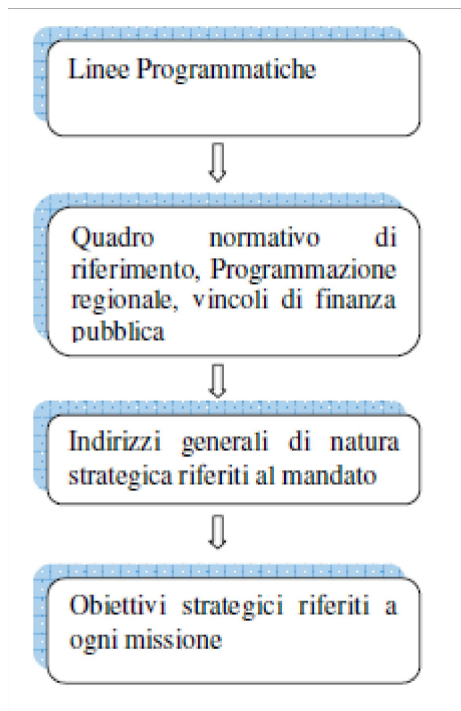 Linee Programmatiche
Quadro normativo di
riferimento, Programmazione
regionale, vincoli di finanza
pubblica
Indirizzi generali di natura
strategica riferiti al mandato
Obiettivi strategici riferiti a
ogni missione